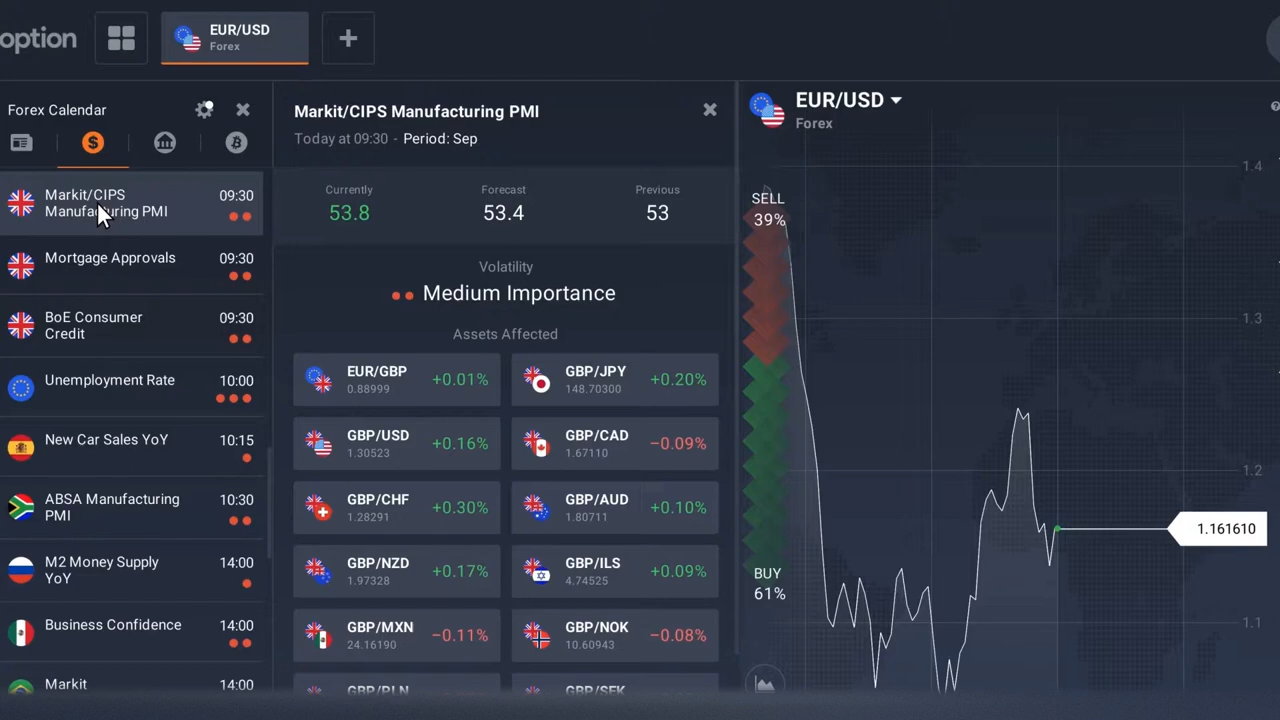 option
EUR/USD
Forex
+
Forex Calendar
Markit/CIPS
Manufacturing PMI
09:30
Mortgage Approvals
09:30
BoE Consumer
Credit
09:30
Unemployment Rate
10:00
New Car Sales YoY
10:15
ABSA Manufacturing
PMI
10:30
M2 Money Supply
YoY
14:00
Business Confidence
14:00
Markit
14:00
Markit/CIPS Manufacturing PMI
Today at 09:30 - Period: Sep
Currently
53.8
Forecast
53.4
Previous
53
Volatility
Medium Importance
Assets Affected
EUR/GBP
0.88999
+0.01%
GBP/JPY
148.70300
+0.20%
GBP/USD
1.30523
+0.16%
GBP/CAD
1.67110
−0.09%
GBP/CHF
1.28291
+0.30%
GBP/AUD
1.80711
+0.10%
GBP/NZD
1.97328
+0.17%
GBP/ILS
4.74525
+0.09%
GBP/MXN
24.16190
−0.11%
GBP/NOK
10.60943
−0.08%
GBP/PLN
GBP/SEK
EUR/USD
Forex
SELL
39%
BUY
61%
1.4
1.3
1.2
1.161610
1.1